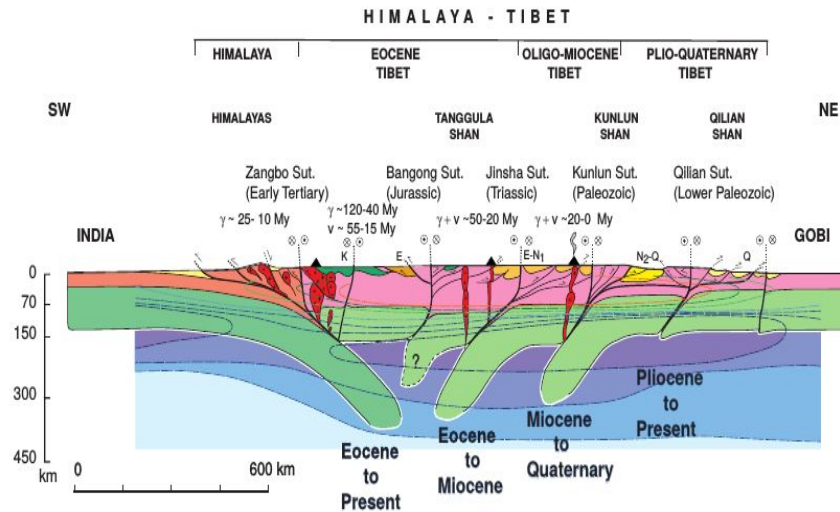 HIMALAYA - TIBET
HIMALAYA
EOCENE TIBET
OLIGO-MIOCENE TIBET
PLIO-QUATERNARY TIBET
SW
NE
HIMALAYAS
TANGGULA SHAN
KUNLUN SHAN
QILIAN SHAN
Zangbo Sut. (Early Tertiary)
Bangong Sut. (Jurassic)
Jinsha Sut. (Triassic)
Kunlun Sut. (Paleozoic)
Qilian Sut. (Lower Paleozoic)
γ ~ 25- 10 My
γ ~120-40 My
v ~ 55-15 My
γ + v ~50-20 My
γ + v ~20-0 My
INDIA
GOBI
K
E
E-N1
N2-Q
Q
0
70
150
300
450
km
?
0
600 km
Eocene to Present
Eocene to Miocene
Miocene to Quaternary
Pliocene to Present